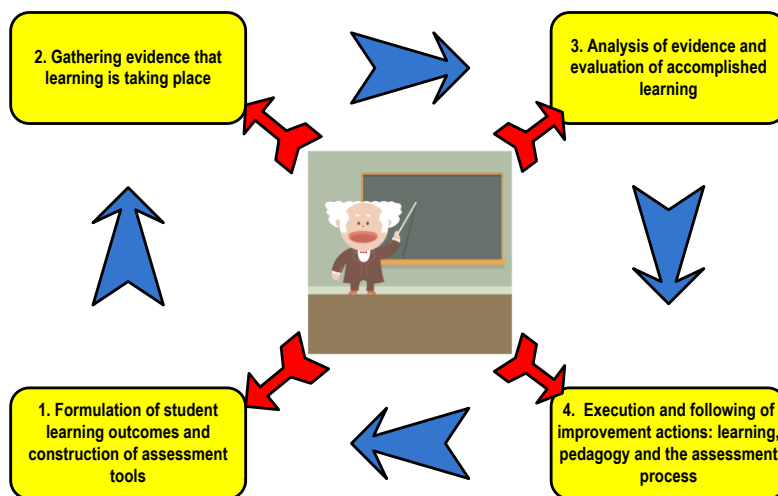 2. Gathering evidence that
learning is taking place
3. Analysis of evidence and
evaluation of accomplished
learning
1. Formulation of student
learning outcomes and
construction of assessment
tools
4. Execution and following of
improvement actions: learning,
pedagogy and the assessment
process